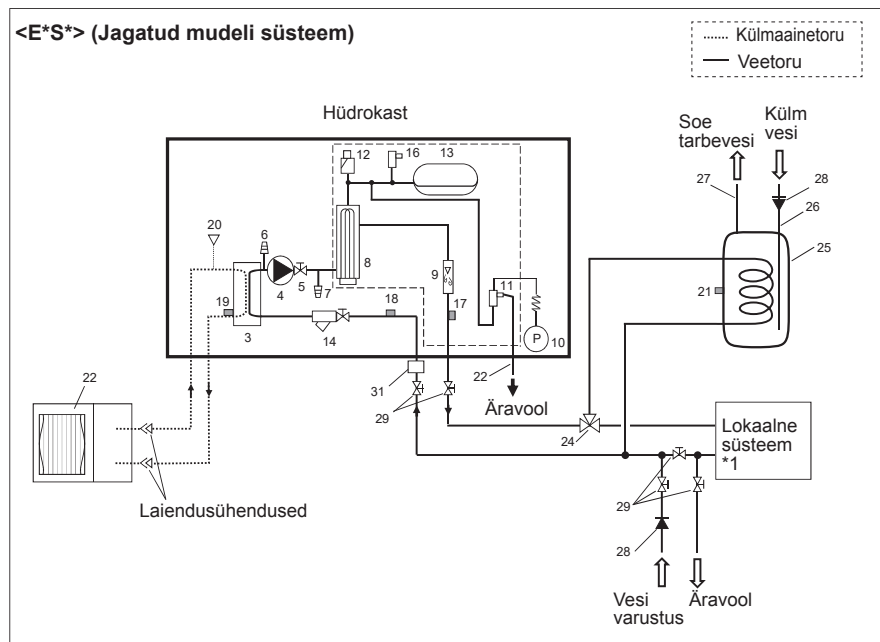 <E*S*> (Jagatud mudeli süsteem)
Külmaainetoru
Veetoru
Hüdrokast
Soe
tarbevesi
Külm
vesi
12
16
13
27
28
26
25
20
6
8
9
11
21
19
4
5
7
18
17
3
14
P
10
22
31
22
29
Äravool
24
Lokaalne
süsteem
*1
Laiendusühendused
29
28
Vesi
varustus
Äravool